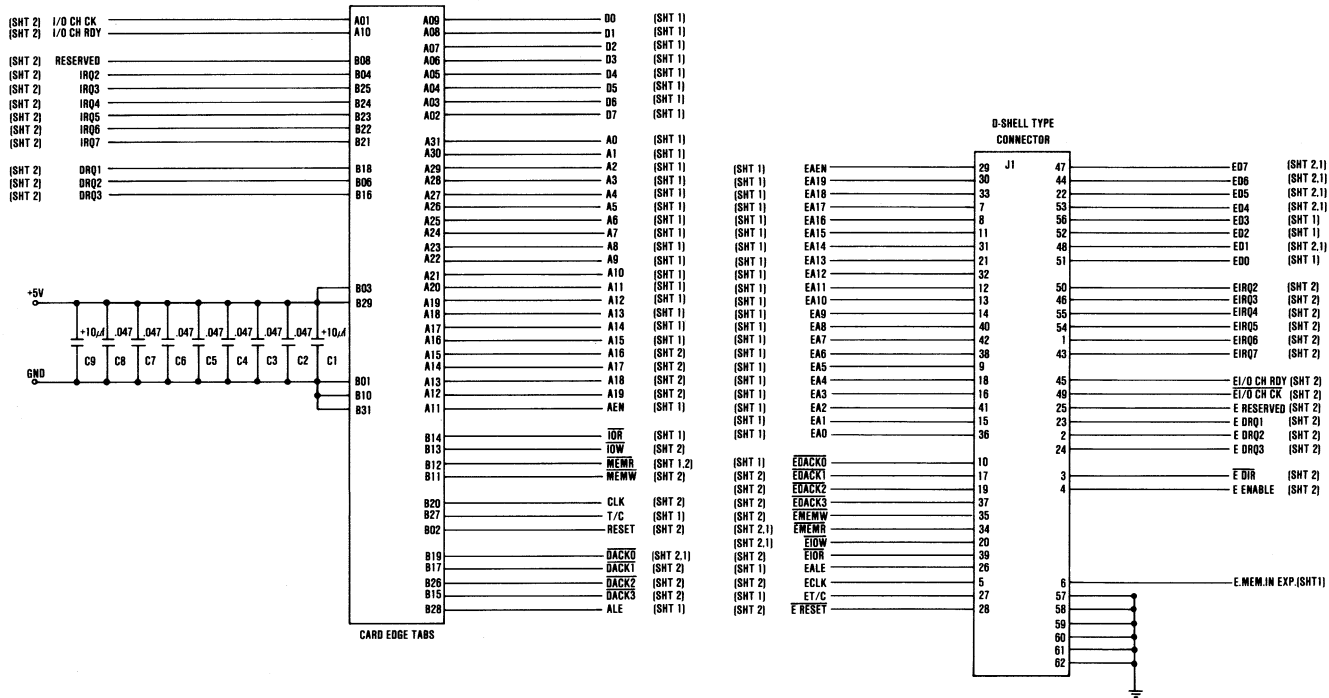 (SHT 2) I/O CH CK A01
(SHT 2) I/O CH RDY A10
(SHT 2) RESERVED B08
(SHT 2) IRQ2 B04
(SHT 2) IRQ3 B25
(SHT 2) IRQ4 B24
(SHT 2) IRQ5 B23
(SHT 2) IRQ6 B22
(SHT 2) IRQ7 B21
(SHT 2) DRQ1 B18
(SHT 2) DRQ2 B06
(SHT 2) DRQ3 B16
+5V B03
B29
+10μf .047 .047 .047 .047 .047 .047 .047 +10μf
C9 C8 C7 C6 C5 C4 C3 C2 C1
GND B01
B10
B31
A09 D0 (SHT 1)
A08 D1 (SHT 1)
A07 D2 (SHT 1)
A06 D3 (SHT 1)
A05 D4 (SHT 1)
A04 D5 (SHT 1)
A03 D6 (SHT 1)
A02 D7 (SHT 1)
A31 A0 (SHT 1)
A30 A1 (SHT 1)
A29 A2 (SHT 1)
A28 A3 (SHT 1)
A27 A4 (SHT 1)
A26 A5 (SHT 1)
A25 A6 (SHT 1)
A24 A7 (SHT 1)
A23 A8 (SHT 1)
A22 A9 (SHT 1)
A21 A10 (SHT 1)
A20 A11 (SHT 1)
A19 A12 (SHT 1)
A18 A13 (SHT 1)
A17 A14 (SHT 1)
A16 A15 (SHT 1)
A15 A16 (SHT 2)
A14 A17 (SHT 2)
A13 A18 (SHT 2)
A12 A19 (SHT 2)
A11 AEN (SHT 1)
B14 IOR (SHT 1)
B13 IOW (SHT 2)
B12 MEMR (SHT 1,2)
B11 MEMW (SHT 2)
B20 CLK (SHT 2)
B27 T/C (SHT 1)
B02 RESET (SHT 2)
B19 DACK0 (SHT 2,1)
B17 DACK1 (SHT 2)
B26 DACK2 (SHT 2)
B15 DACK3 (SHT 2)
B28 ALE (SHT 1)
CARD EDGE TABS
D-SHELL TYPE
CONNECTOR
J1
(SHT 1) EAEN 29
(SHT 1) EA19 30
(SHT 1) EA18 33
(SHT 1) EA17 7
(SHT 1) EA16 8
(SHT 1) EA15 11
(SHT 1) EA14 31
(SHT 1) EA13 21
(SHT 1) EA12 32
(SHT 1) EA11 12
(SHT 1) EA10 13
(SHT 1) EA9 14
(SHT 1) EA8 40
(SHT 1) EA7 42
(SHT 1) EA6 38
(SHT 1) EA5 9
(SHT 1) EA4 18
(SHT 1) EA3 16
(SHT 1) EA2 41
(SHT 1) EA1 15
(SHT 1) EA0 36
(SHT 1) EDACK0 10
(SHT 2) EDACK1 17
(SHT 2) EDACK2 19
(SHT 2) EDACK3 37
(SHT 2) EMEMW 35
(SHT 2,1) EMEMR 34
(SHT 2,1) EIOW 20
(SHT 2) EIOR 39
(SHT 1) EALE 26
(SHT 2) ECLK 5
(SHT 1) ET/C 27
(SHT 2) E RESET 28
47 ED7 (SHT 2,1)
44 ED6 (SHT 2,1)
22 ED5 (SHT 2,1)
53 ED4 (SHT 2,1)
56 ED3 (SHT 1)
52 ED2 (SHT 1)
48 ED1 (SHT 2,1)
51 ED0 (SHT 1)
50 EIRQ2 (SHT 2)
46 EIRQ3 (SHT 2)
55 EIRQ4 (SHT 2)
54 EIRQ5 (SHT 2)
1 EIRQ6 (SHT 2)
43 EIRQ7 (SHT 2)
45 EI/O CH RDY (SHT 2)
49 EI/O CH CK (SHT 2)
25 E RESERVED (SHT 2)
23 E DRQ1 (SHT 2)
2 E DRQ2 (SHT 2)
24 E DRQ3 (SHT 2)
3 E DIR (SHT 2)
4 E ENABLE (SHT 2)
6 E.MEM.IN EXP.(SHT1)
57
58
59
60
61
62